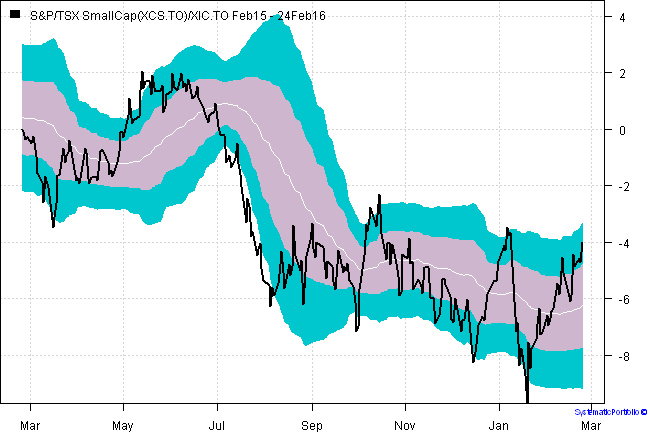 S&P/TSX SmallCap(XCS.TO)/XIC.TO Feb15 - 24Feb16
4
2
0
-2
-4
-6
-8
Mar May Jul Sep Nov Jan Mar
SystematicPortfolio ©